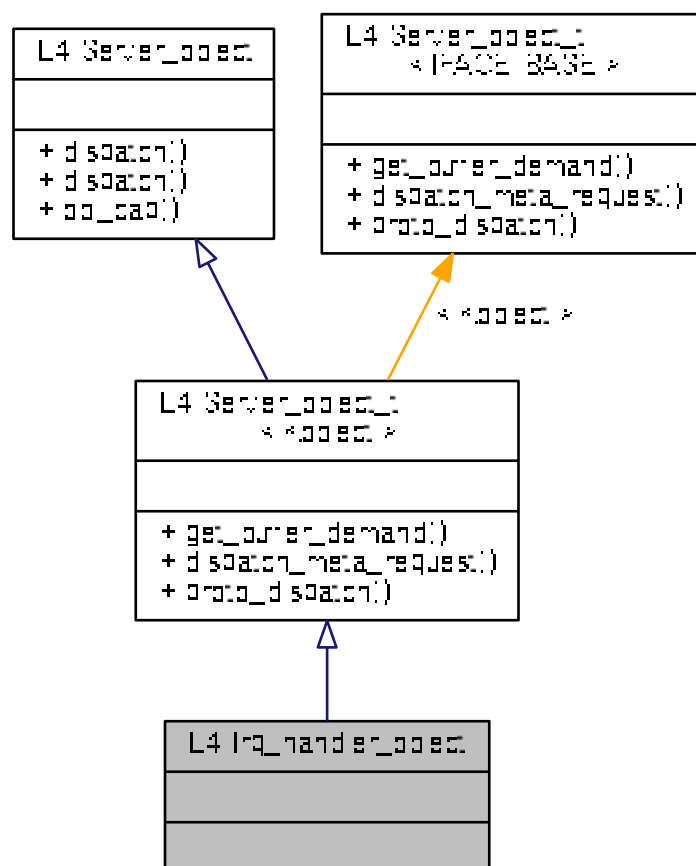 L4::Server_object
+ dispatch()
+ dispatch()
+ obj_cap()
L4::Server_object_t
< IFACE, BASE >
+ get_buffer_demand()
+ dispatch_meta_request()
+ proto_dispatch()
< Kobject >
L4::Server_object_t
< Kobject >
+ get_buffer_demand()
+ dispatch_meta_request()
+ proto_dispatch()
L4::Irq_handler_object